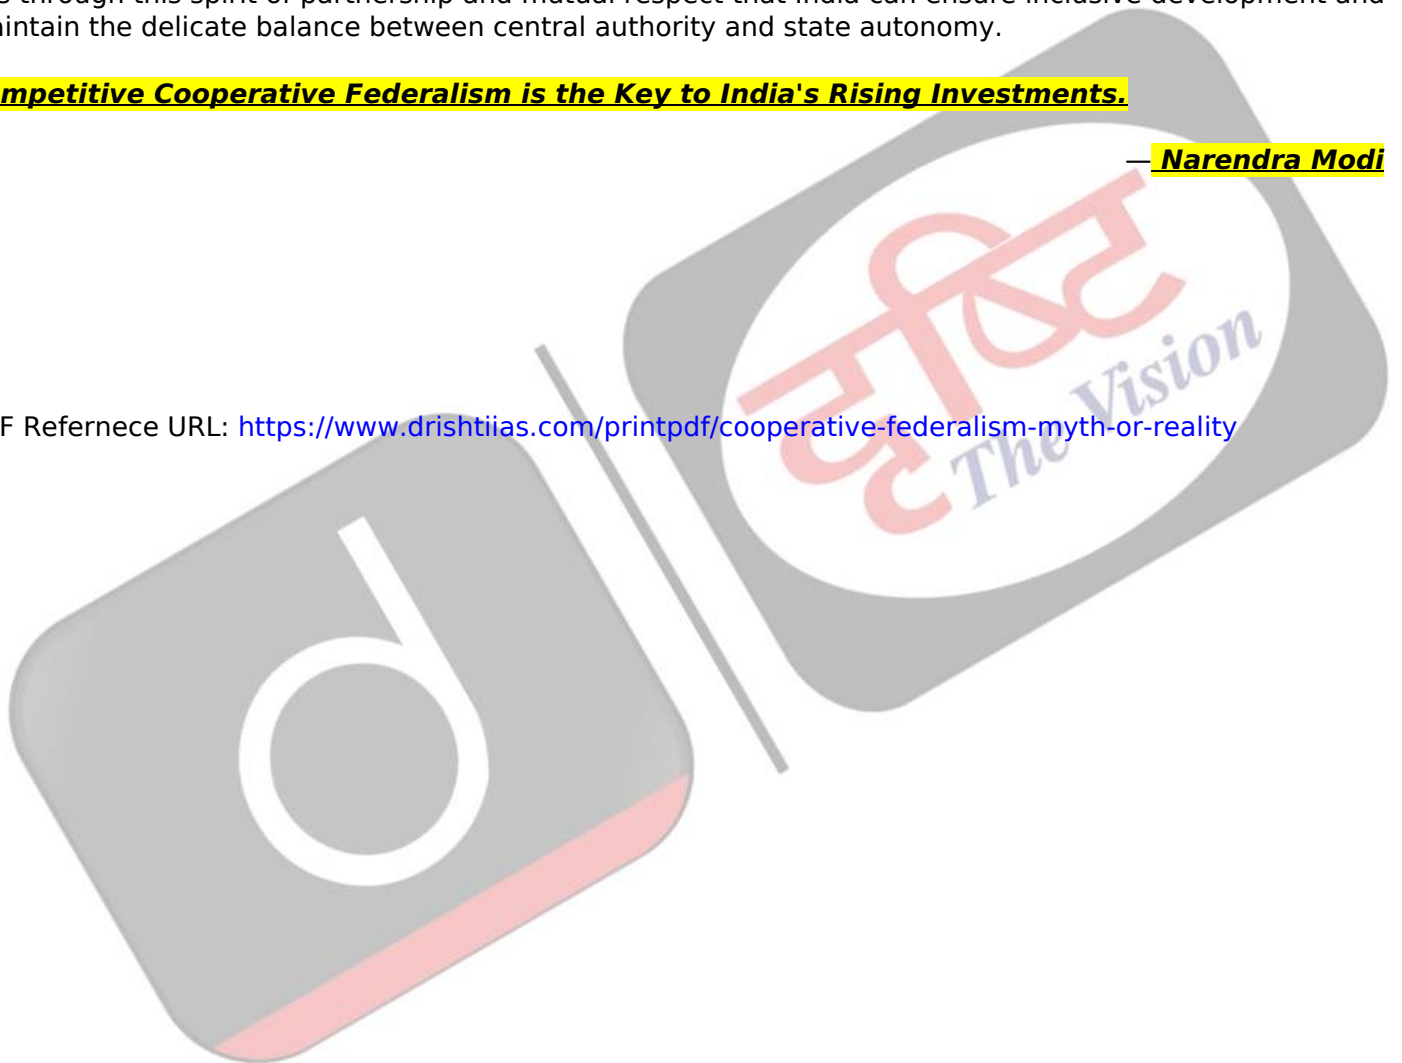 s through this spirit of partnership and mutual respect that India can ensure inclusive development and
aintain the delicate balance between central authority and state autonomy.
mpetitive Cooperative Federalism is the Key to India's Rising Investments.
— Narendra Modi
दृष्टि
The Vision
F Refernece URL: https://www.drishtiias.com/printpdf/cooperative-federalism-myth-or-reality
d